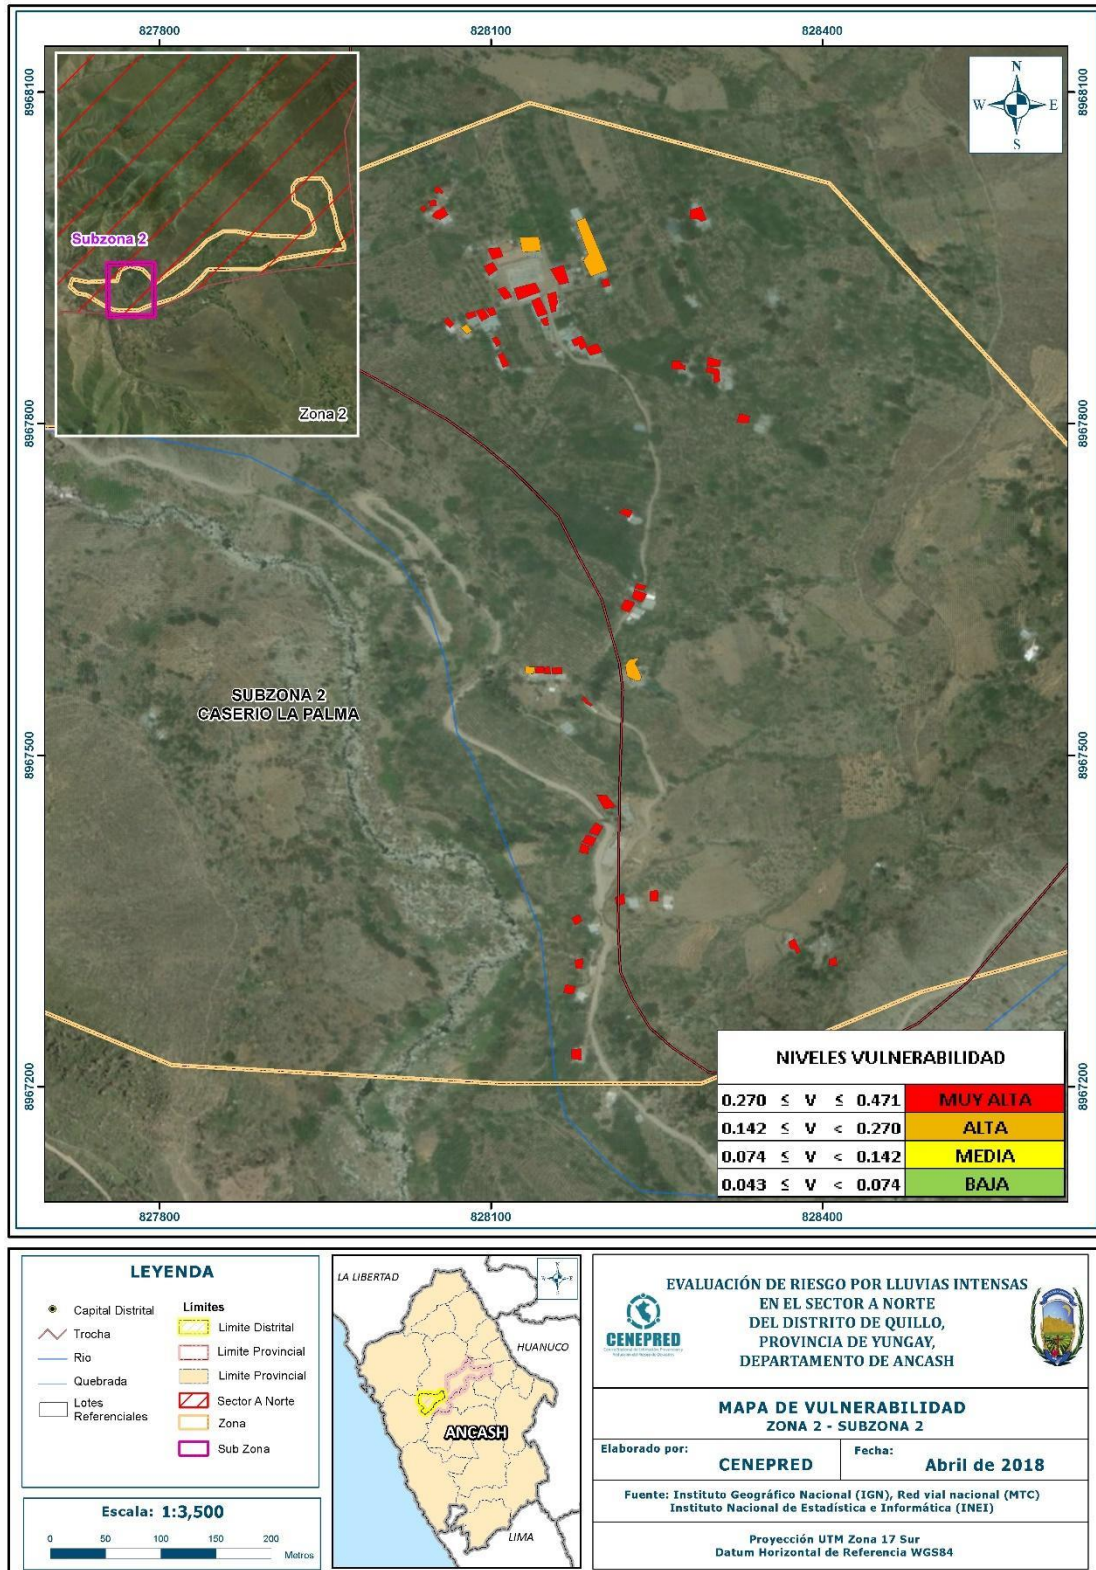 827800
828100
828400
8968100
8968100
N
W
E
S
Subzona 2
Zona 2
8967800
8967800
SUBZONA 2
CASERIO LA PALMA
8967500
8967500
8967200
8967200
NIVELES VULNERABILIDAD
0.270 ≤ V ≤ 0.471 MUY ALTA
0.142 ≤ V < 0.270 ALTA
0.074 ≤ V < 0.142 MEDIA
0.043 ≤ V < 0.074 BAJA
827800
828100
828400
LEYENDA
Capital Distrital
Trocha
Rio
Quebrada
Lotes
Referenciales
Limites
Limite Distrital
Limite Provincial
Limite Provincial
Sector A Norte
Zona
Sub Zona
Escala: 1:3,500
0 50 100 150 200
Metros
LA LIBERTAD
HUANUCO
ANCASH
LIMA
CENEPRED
EVALUACIÓN DE RIESGO POR LLUVIAS INTENSAS
EN EL SECTOR A NORTE
DEL DISTRITO DE QUILLO,
PROVINCIA DE YUNGAY,
DEPARTAMENTO DE ANCASH
MAPA DE VULNERABILIDAD
ZONA 2 - SUBZONA 2
Elaborado por:
CENEPRED
Fecha:
Abril de 2018
Fuente: Instituto Geográfico Nacional (IGN), Red vial nacional (MTC)
Instituto Nacional de Estadística e Informática (INEI)
Proyección UTM Zona 17 Sur
Datum Horizontal de Referencia WGS84